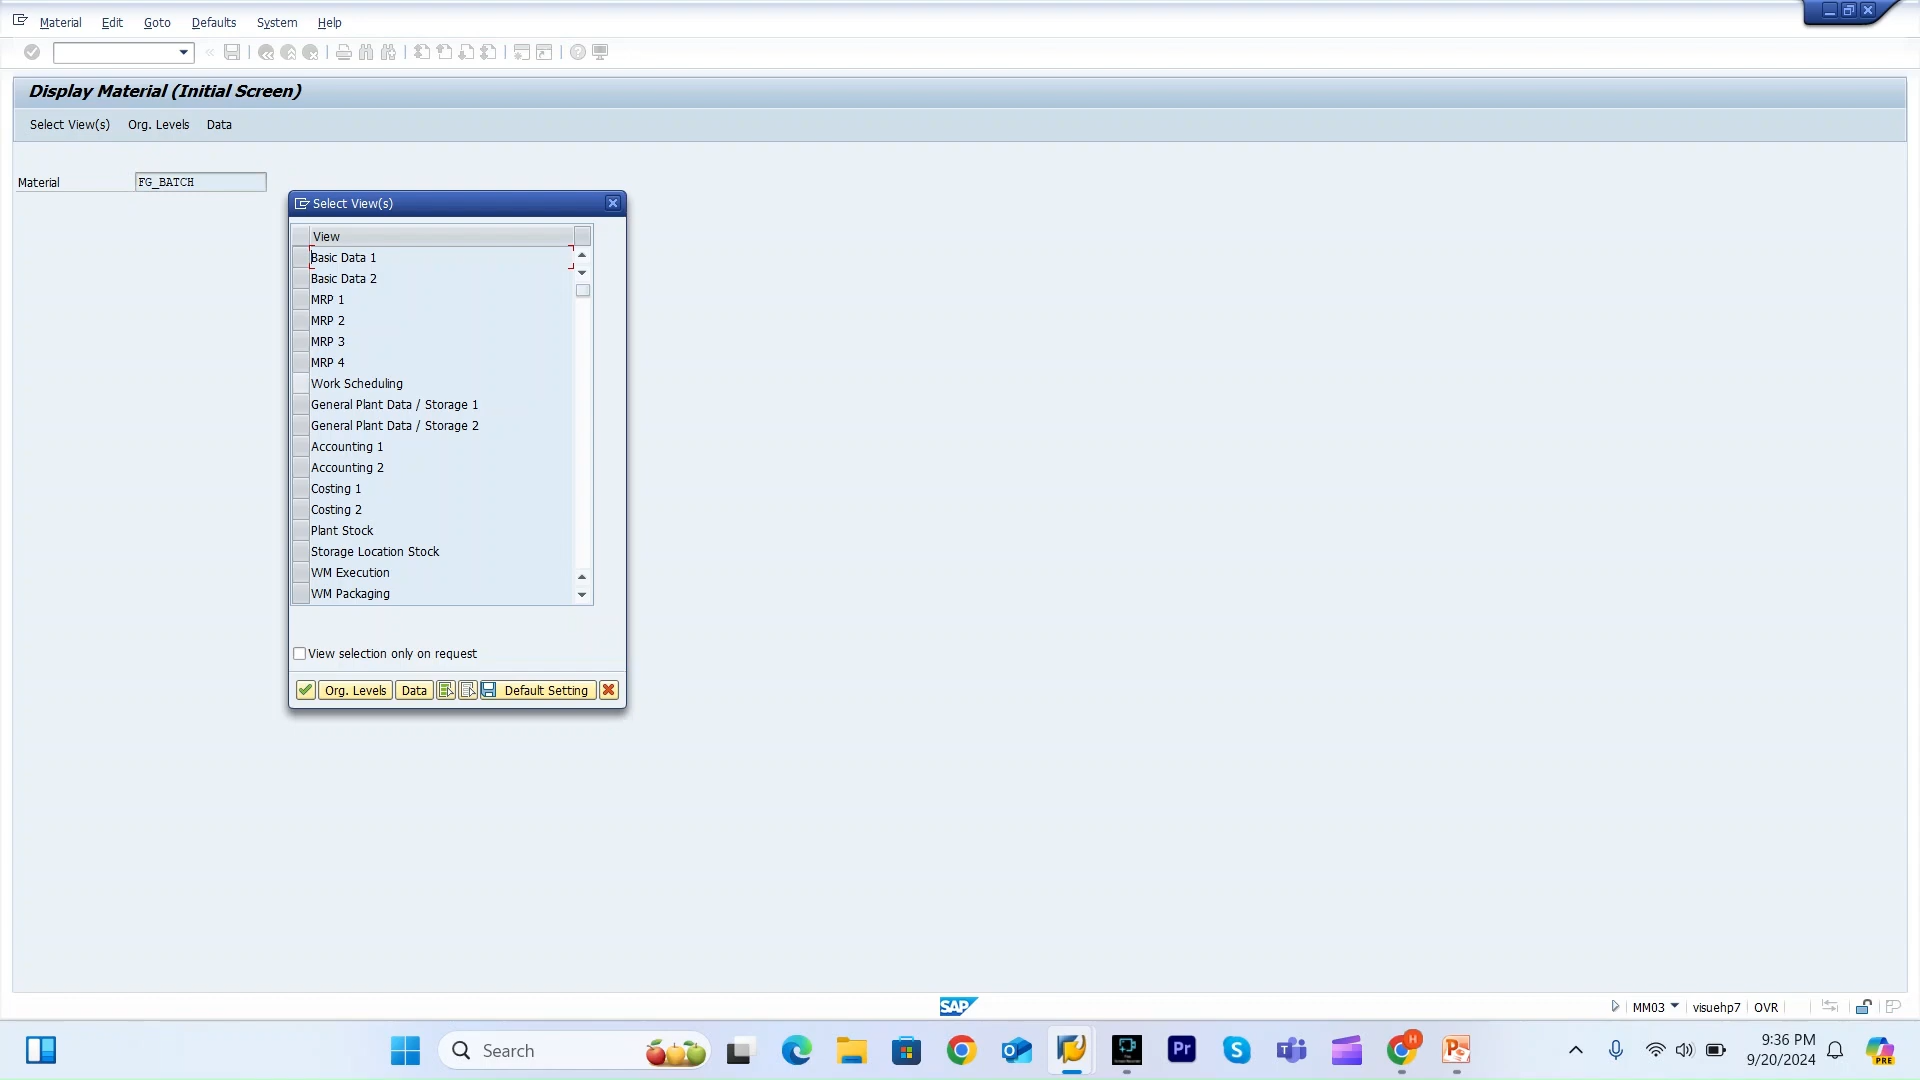 Material Edit Goto Defaults System Help
Display Material (Initial Screen)
Select View(s) Org. Levels Data
Material FG_BATCH
Select View(s)
View
Basic Data 1
Basic Data 2
MRP 1
MRP 2
MRP 3
MRP 4
Work Scheduling
General Plant Data / Storage 1
General Plant Data / Storage 2
Accounting 1
Accounting 2
Costing 1
Costing 2
Plant Stock
Storage Location Stock
WM Execution
WM Packaging
View selection only on request
Org. Levels Data Default Setting
SAP
MM03 visuehp7 OVR
Search
Pr
H
9:36 PM
9/20/2024
PRE